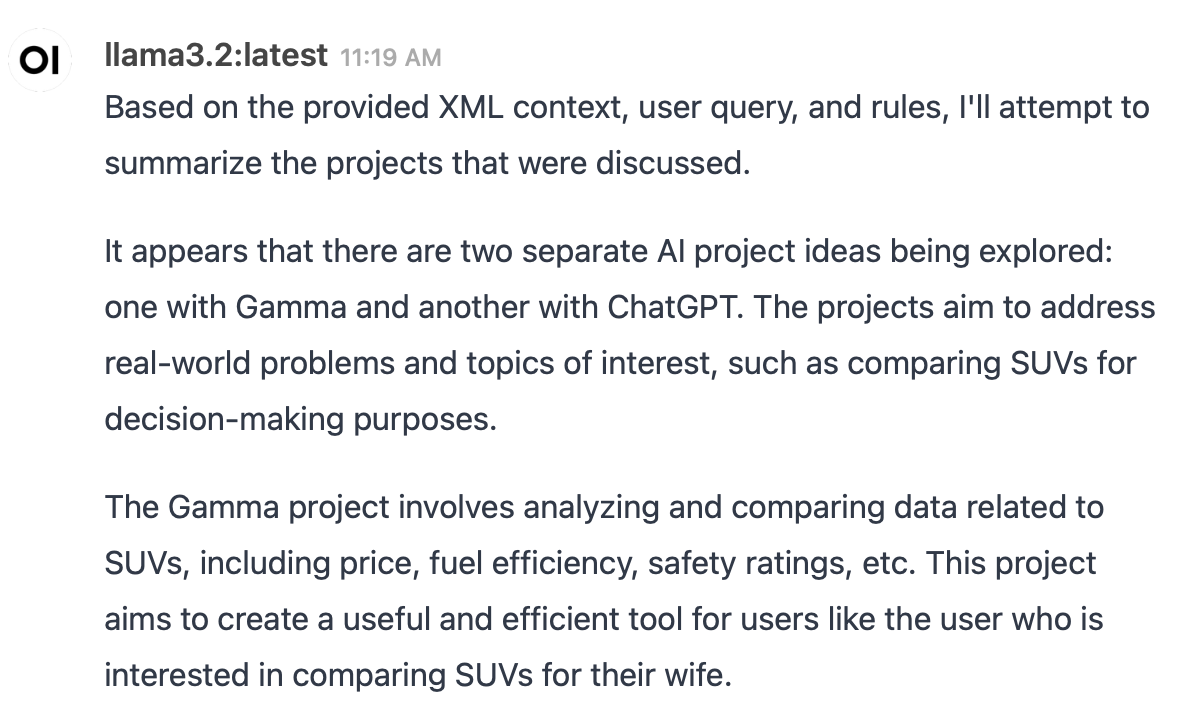 OI llama3.2:latest 11:19 AM
Based on the provided XML context, user query, and rules, I'll attempt to
summarize the projects that were discussed.
It appears that there are two separate AI project ideas being explored:
one with Gamma and another with ChatGPT. The projects aim to address
real-world problems and topics of interest, such as comparing SUVs for
decision-making purposes.
The Gamma project involves analyzing and comparing data related to
SUVs, including price, fuel efficiency, safety ratings, etc. This project
aims to create a useful and efficient tool for users like the user who is
interested in comparing SUVs for their wife.